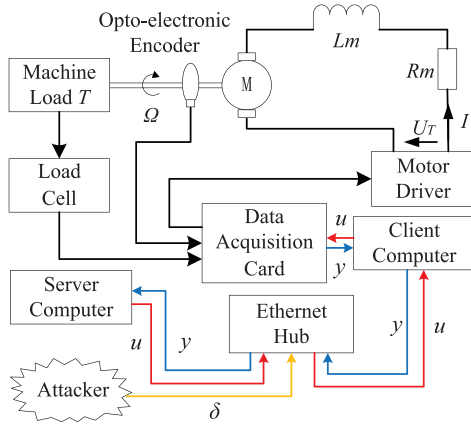 Opto-electronic
Encoder
Lm
Machine
Load T
Ω
M
Rm
U_T
I
Load
Cell
Motor
Driver
Data
Acquisition
Card
u
y
Client
Computer
Server
Computer
u
y
Ethernet
Hub
y
u
Attacker
δ